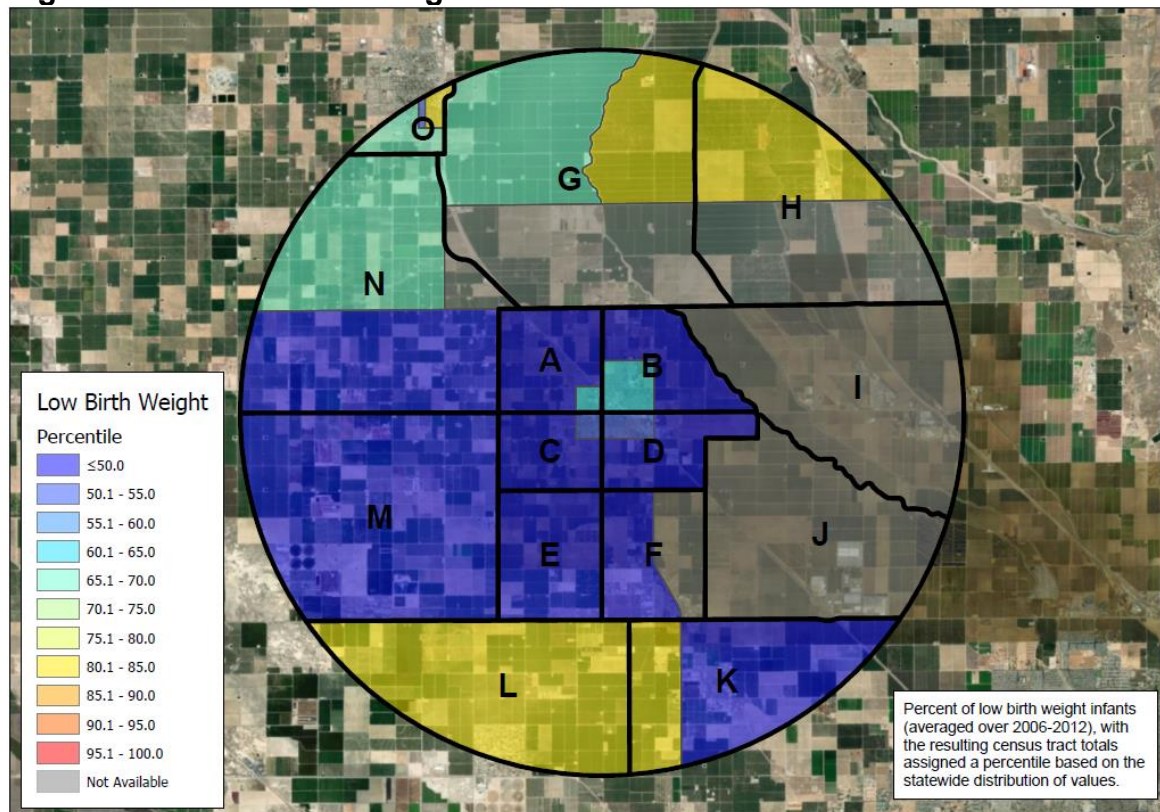 O
G
H
N
A
B
I
C
D
M
E
F
J
L
K
Low Birth Weight
Percentile
≤50.0
50.1 - 55.0
55.1 - 60.0
60.1 - 65.0
65.1 - 70.0
70.1 - 75.0
75.1 - 80.0
80.1 - 85.0
85.1 - 90.0
90.1 - 95.0
95.1 - 100.0
Not Available
Percent of low birth weight infants
(averaged over 2006-2012), with
the resulting census tract totals
assigned a percentile based on the
statewide distribution of values.